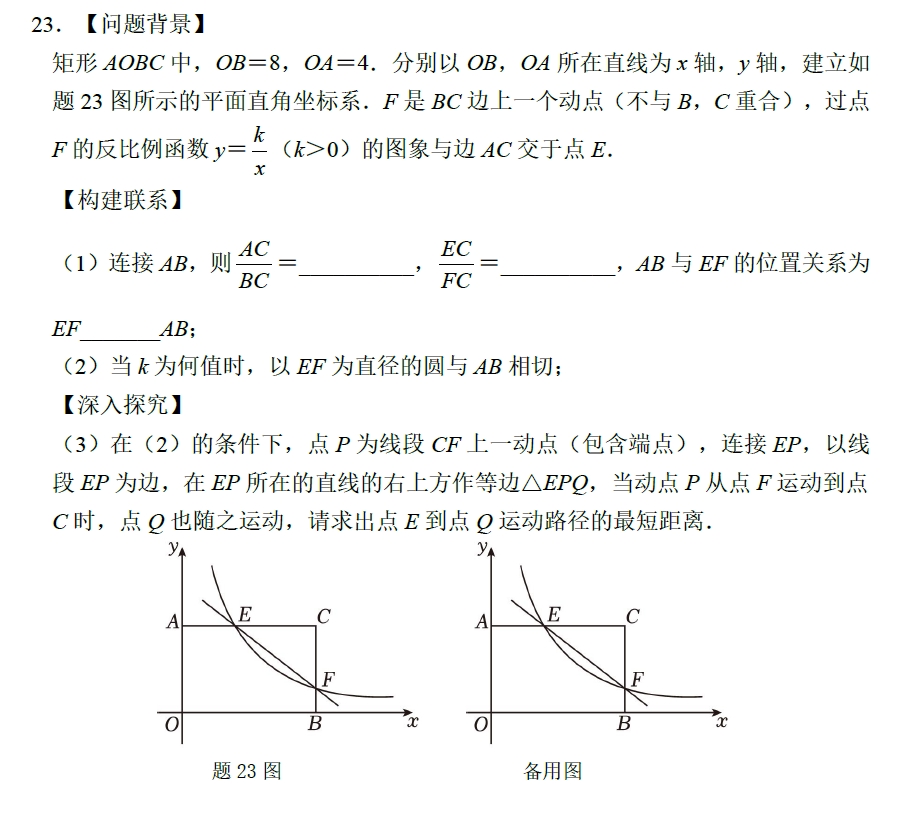 23．【问题背景】
矩形 AOBC 中，OB＝8，OA＝4．分别以 OB，OA 所在直线为 x 轴，y 轴，建立如
题 23 图所示的平面直角坐标系．F 是 BC 边上一个动点（不与 B，C 重合），过点
F 的反比例函数 y＝k/x（k＞0）的图象与边 AC 交于点 E．
【构建联系】
（1）连接 AB，则 AC/BC＝__________，EC/FC＝__________，AB 与 EF 的位置关系为
EF_______AB；
（2）当 k 为何值时，以 EF 为直径的圆与 AB 相切；
【深入探究】
（3）在（2）的条件下，点 P 为线段 CF 上一动点（包含端点），连接 EP，以线
段 EP 为边，在 EP 所在的直线的右上方作等边△EPQ，当动点 P 从点 F 运动到点
C 时，点 Q 也随之运动，请求出点 E 到点 Q 运动路径的最短距离．
y
A E C
F
O B x
题 23 图
y
A E C
F
O B x
备用图